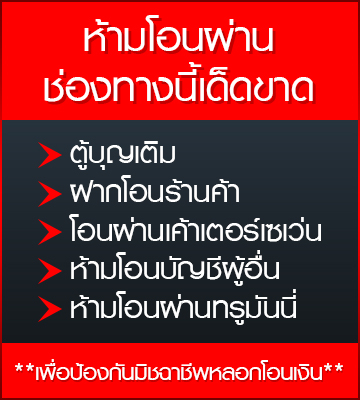 ห้ามโอนผ่าน
ช่องทางนี้เด็ดขาด
ตู้บุญเติม
ฝากโอนร้านค้า
โอนผ่านเค้าเตอร์เซเว่น
ห้ามโอนบัญชีผู้อื่น
ห้ามโอนผ่านทรูมันนี่
**เพื่อป้องกันมิชฉาชีพหลอกโอนเงิน**